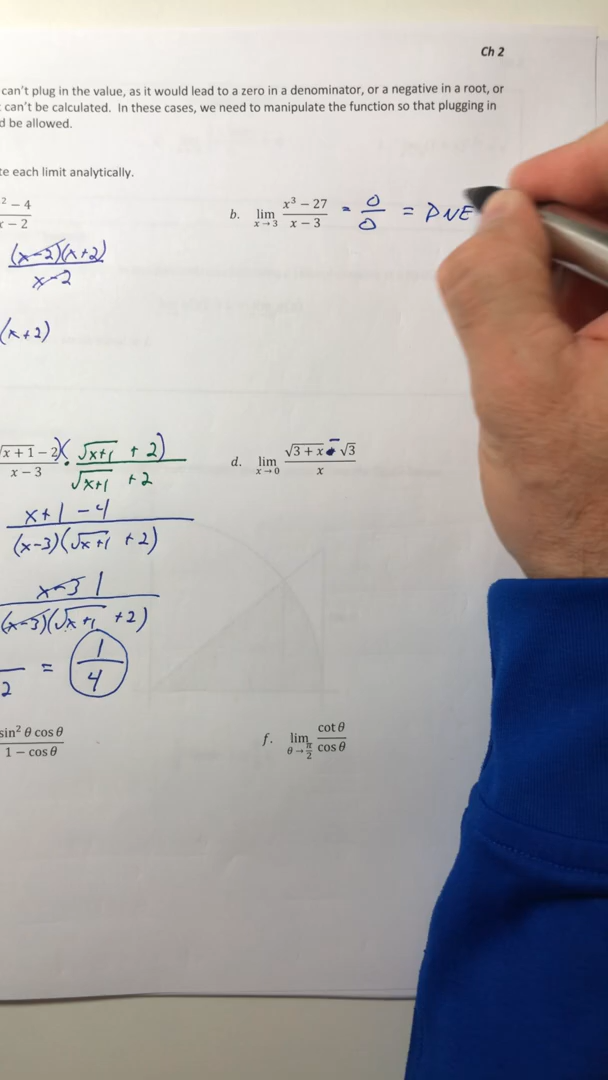 Ch 2
can't plug in the value, as it would lead to a zero in a denominator, or a negative in a root, or
can't be calculated. In these cases, we need to manipulate the function so that plugging in
d be allowed.
te each limit analytically.
2 − 4
x − 2
(x-2)(x+2)
x-2
(x+2)
b. lim x→3 x³ − 27
x − 3
= 0/0 = DNE
√x + 1 − 2)( √x+1 + 2)
x − 3 · √x+1 + 2
x+1 -4
(x-3)(√x+1 +2)
x-3 1
(x-3)(√x+1 +2)
2 = 1/4
d. lim x→0 √3 + x - √3
x
sin² θ cos θ
1 − cos θ
f. lim θ→π/2 cot θ
cos θ